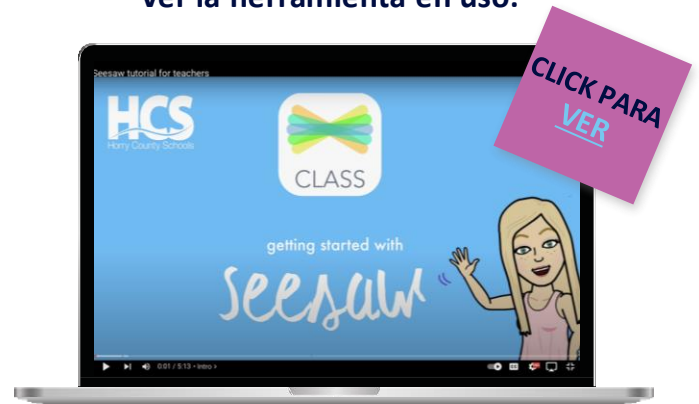 ver la herramienta en uso.
CLICK PARA
VER
Seesaw tutorial for teachers
HCS
Horry County Schools
CLASS
getting started with
seesaw
0:01 / 5:13 • Intro >